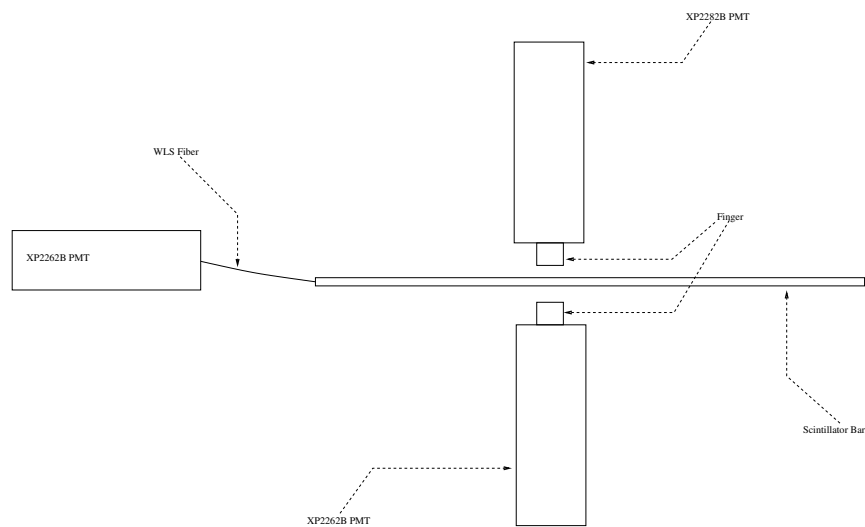 XP2282B PMT
WLS Fiber
Finger
XP2262B PMT
Scintillator Bar
XP2262B PMT